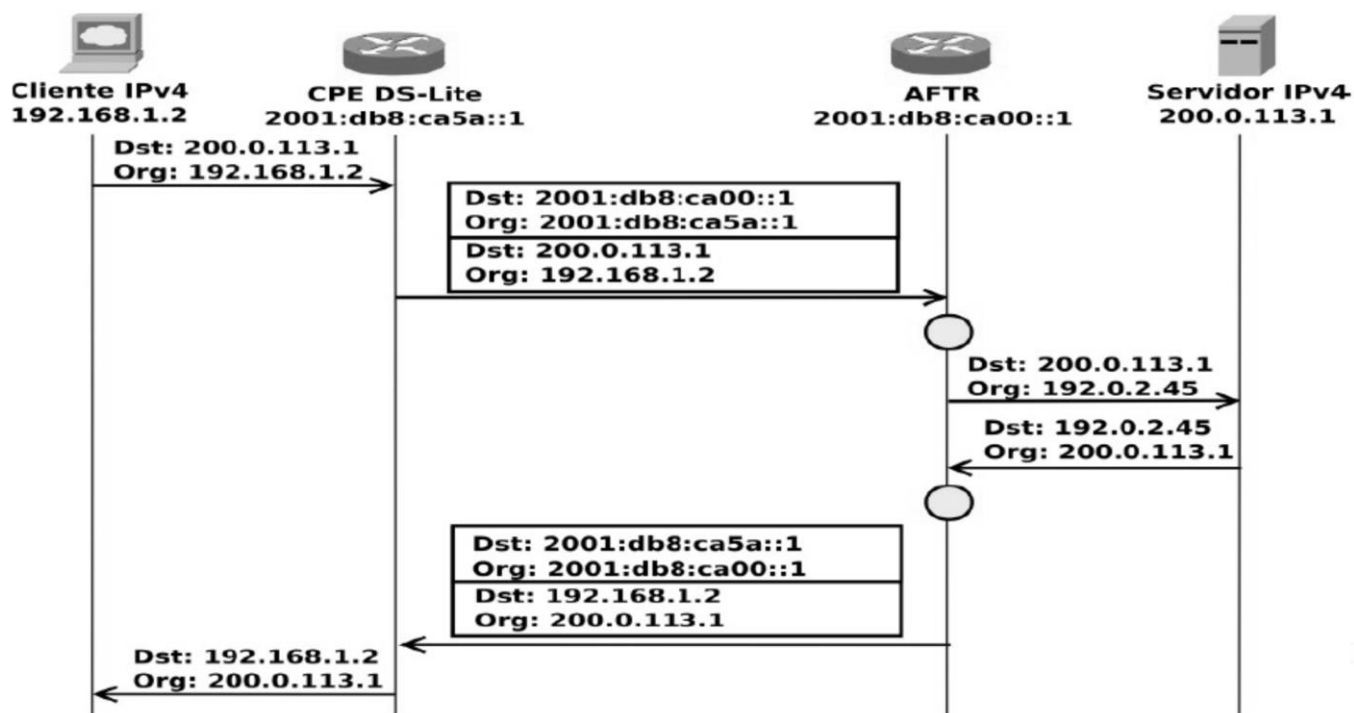 Cliente IPv4
192.168.1.2
CPE DS-Lite
2001:db8:ca5a::1
AFTR
2001:db8:ca00::1
Servidor IPv4
200.0.113.1
Dst: 200.0.113.1
Org: 192.168.1.2
Dst: 2001:db8:ca00::1
Org: 2001:db8:ca5a::1
Dst: 200.0.113.1
Org: 192.168.1.2
Dst: 200.0.113.1
Org: 192.0.2.45
Dst: 192.0.2.45
Org: 200.0.113.1
Dst: 2001:db8:ca5a::1
Org: 2001:db8:ca00::1
Dst: 192.168.1.2
Org: 200.0.113.1
Dst: 192.168.1.2
Org: 200.0.113.1